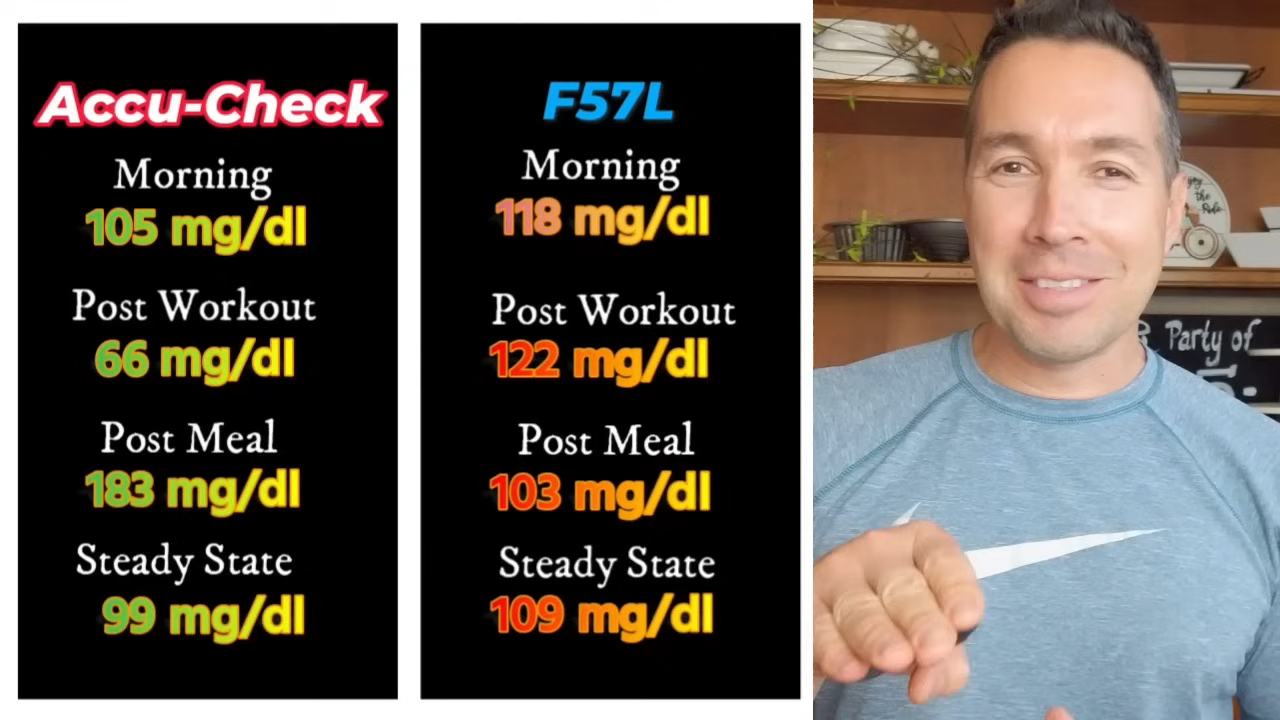 Accu-Check
Morning
105 mg/dl
Post Workout
66 mg/dl
Post Meal
183 mg/dl
Steady State
99 mg/dl
F57L
Morning
118 mg/dl
Post Workout
122 mg/dl
Post Meal
103 mg/dl
Steady State
109 mg/dl
the
Ride
Party of